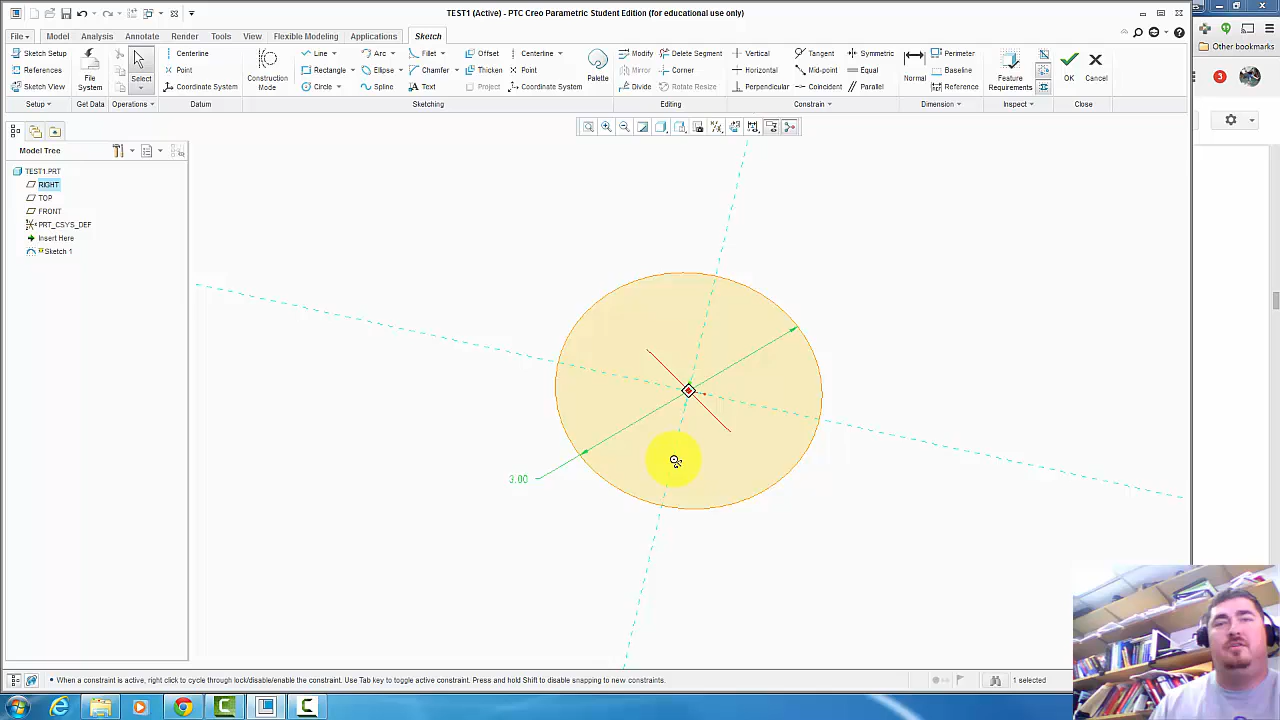 TEST1 (Active) - PTC Creo Parametric Student Edition (for educational use only)
File Model Analysis Annotate Render Tools View Flexible Modeling Applications Sketch
Other bookmarks
Sketch Setup
References
Sketch View
Setup
File System
Get Data
Select
Operations
Centerline
Point
Coordinate System
Datum
Construction Mode
Line Arc Fillet Offset Centerline
Rectangle Ellipse Chamfer Thicken Point
Circle Spline Text Project Coordinate System
Palette
Sketching
Modify Delete Segment
Mirror Corner
Divide Rotate Resize
Editing
Vertical Tangent Symmetric
Horizontal Mid-point Equal
Perpendicular Coincident Parallel
Constrain
Normal
Perimeter
Baseline
Reference
Dimension
Feature Requirements
Inspect
OK Cancel
Close
3
Model Tree
TEST1.PRT
RIGHT
TOP
FRONT
PRT_CSYS_DEF
Insert Here
Sketch 1
3.00
• When a constraint is active, right click to cycle through lock/disable/enable the constraint. Use Tab key to toggle active constraint. Press and hold Shift to disable snapping to new constraints.
1 selected